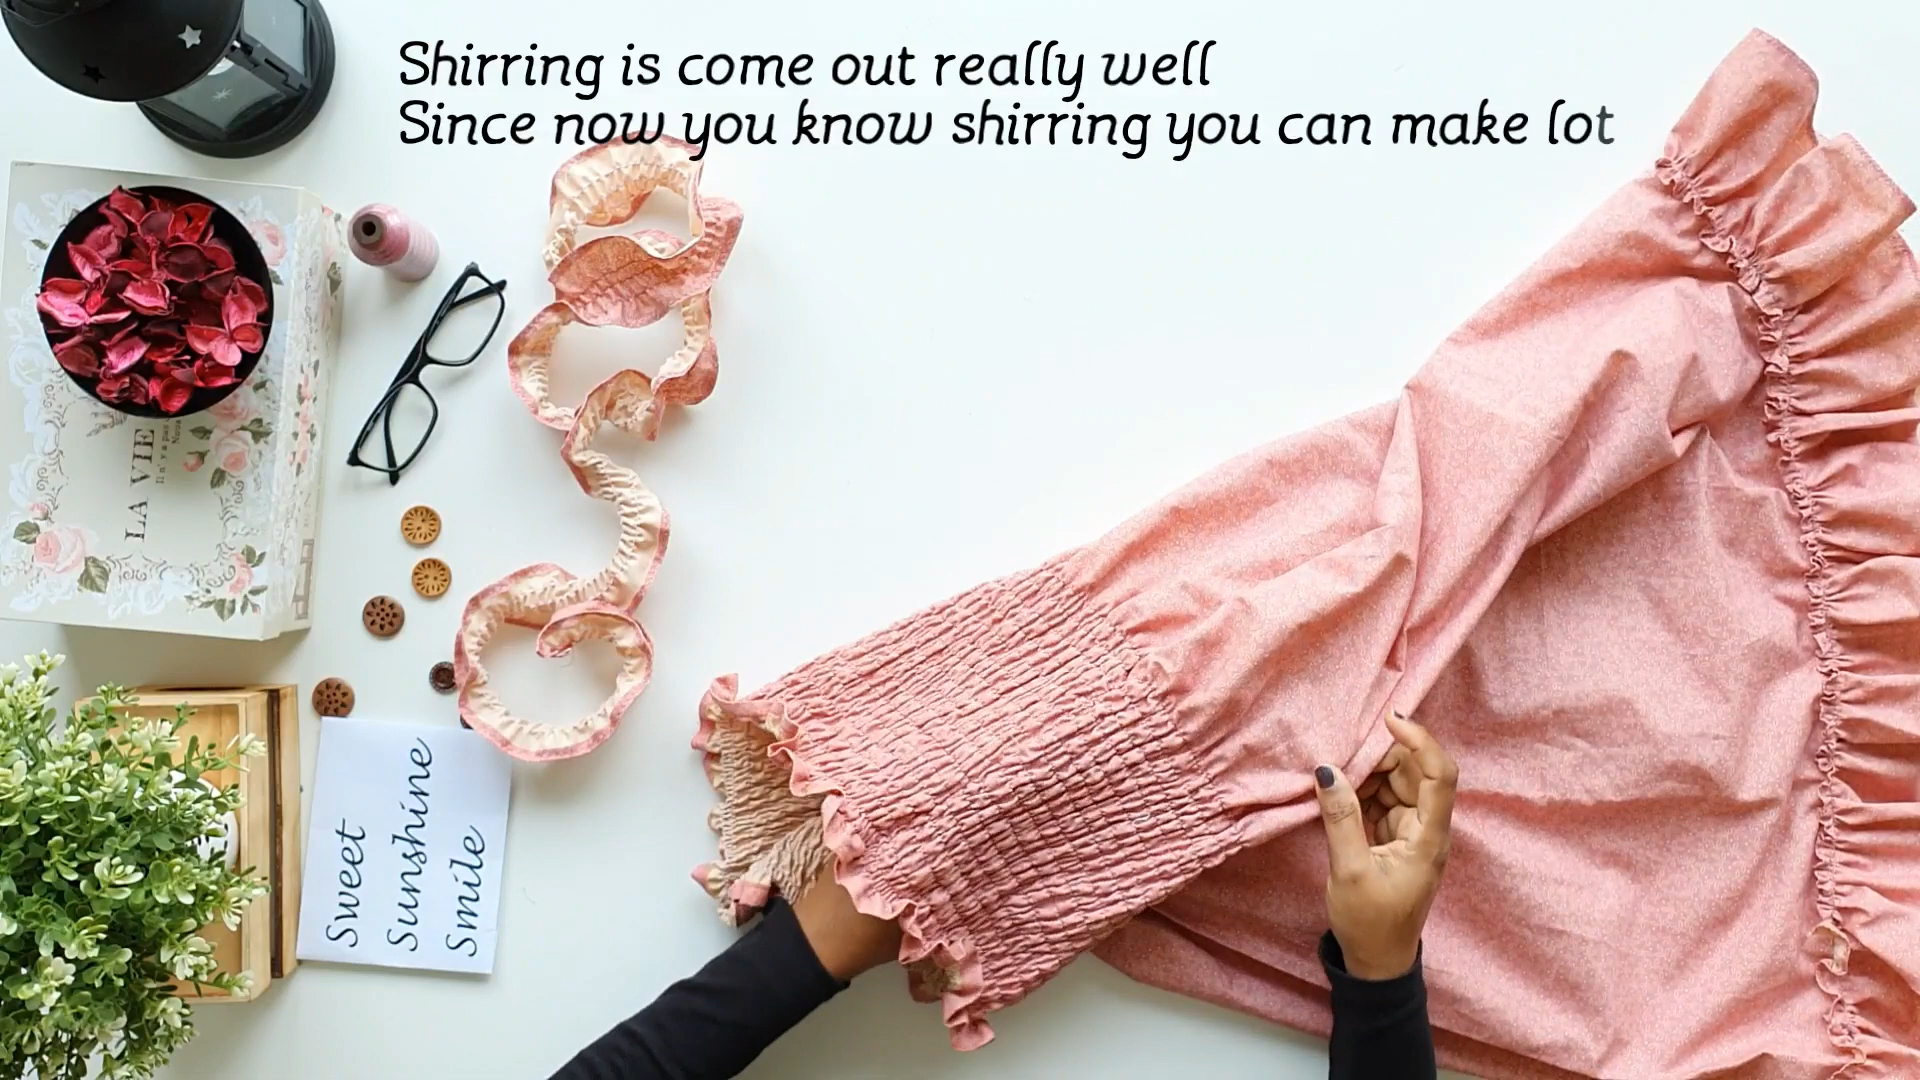 Shirring is come out really well
Since now you know shirring you can make lot
LA VIE
Sweet
Sunshine
Smile